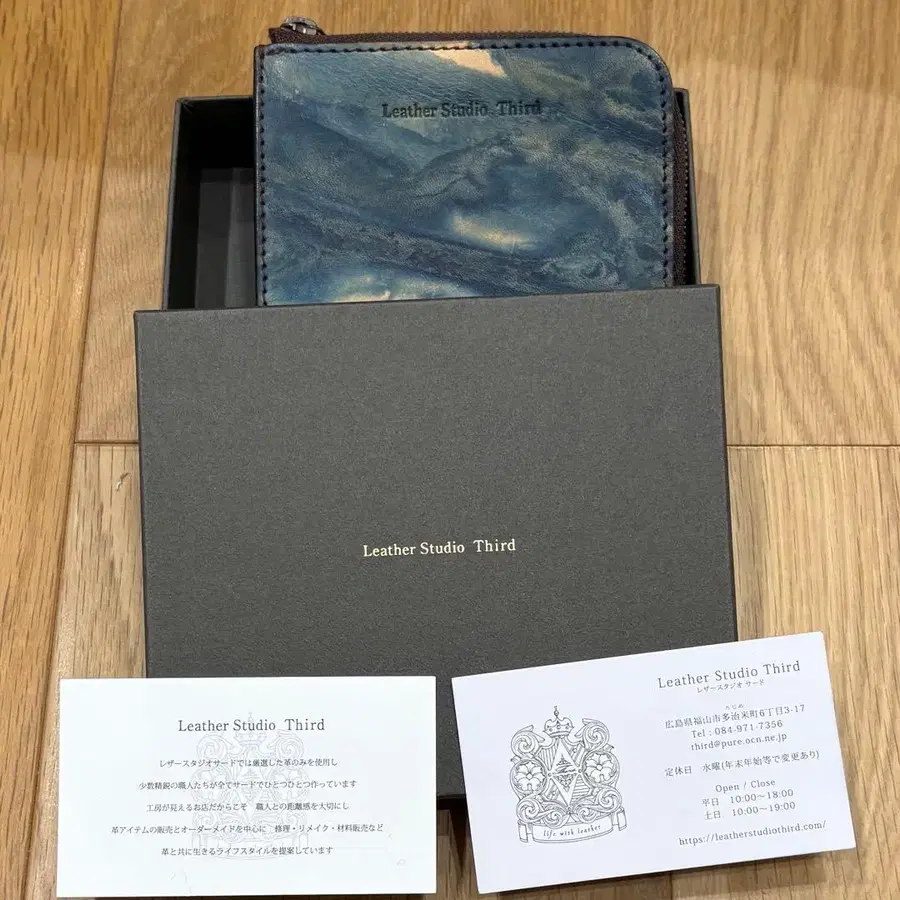 Leather Studio Third
Leather Studio Third
Leather Studio Third
レザースタジオサードでは厳選した革のみを使用し
少数精鋭の職人たちが全てサードでひとつひとつ作っています
工房が見えるお店だからこそ 職人との距離感を大切にし
革アイテムの販売とオーダーメイドを中心に 修理・リメイク・材料販売など
革と共に生きるライフスタイルを提案しています
Leather Studio Third
レザースタジオ サード
たじめ
広島県福山市多治米町6丁目3-17
Tel : 084-971-7356
third@pure.ocn.ne.jp
定休日 水曜(年末年始等で変更あり)
Open / Close
平日 10:00〜18:00
土日 10:00〜19:00
https://leatherstudiothird.com/
life with leather